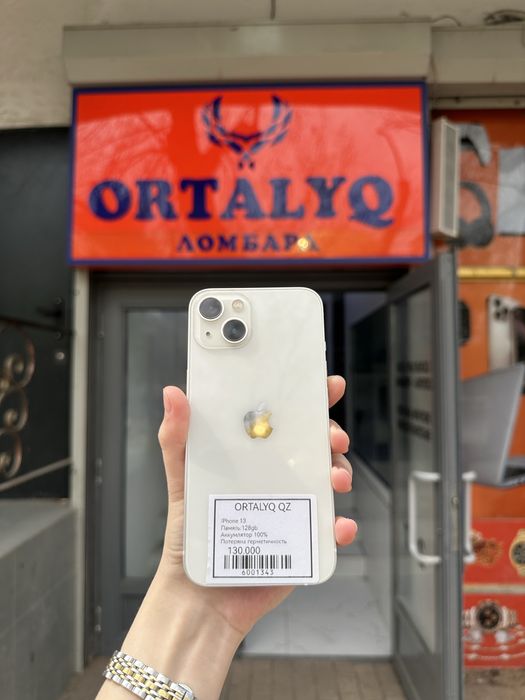 ORTALYQ
ЛОМБАРД
ORTALYQ QZ
iPhone 13
Память:128gb
Аккумулятор 100%
Потеряна герметичность
130.000
6001343